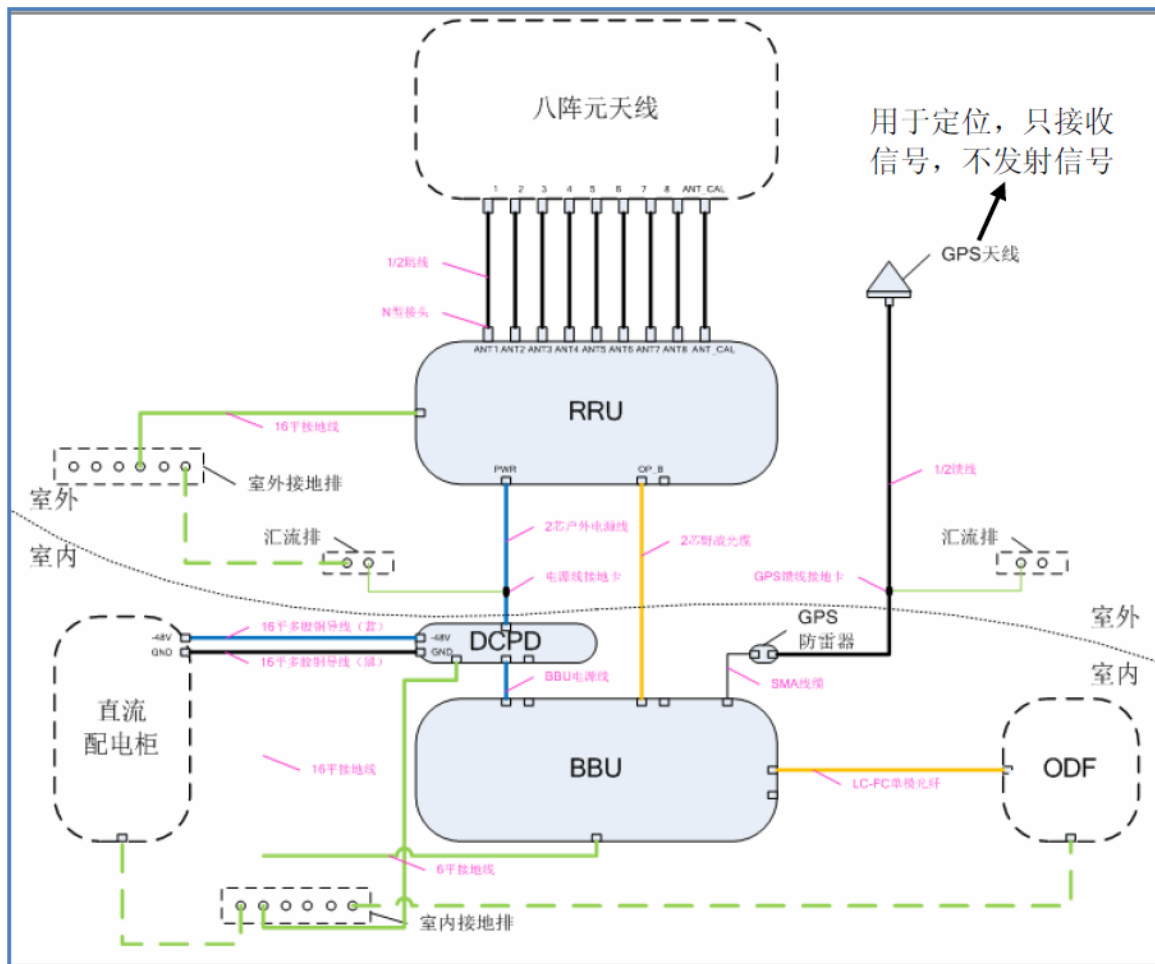 八阵元天线
用于定位，只接收
信号，不发射信号
1 2 3 4 5 6 7 8 ANT_CAL
GPS天线
1/2跳线
N型接头
ANT1 ANT2 ANT3 ANT4 ANT5 ANT6 ANT7 ANT8 ANT_CAL
RRU
16平接地线
PWR
OP_B
室外接地排
1/2馈线
室外
室内
汇流排
2芯户外电源线
2芯野战光缆
汇流排
电源线接地卡
GPS馈线接地卡
室外
室内
-48V
16平多股铜导线（蓝）
-48V
DCPD
GPS
防雷器
GND
16平多股铜导线（黑）
GND
BBU电源线
SMA线缆
直流
配电柜
16平接地线
BBU
LC-FC单模光纤
ODF
6平接地线
室内接地排